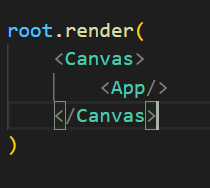 root.render(
    <Canvas>
        <App/>
    </Canvas>
)